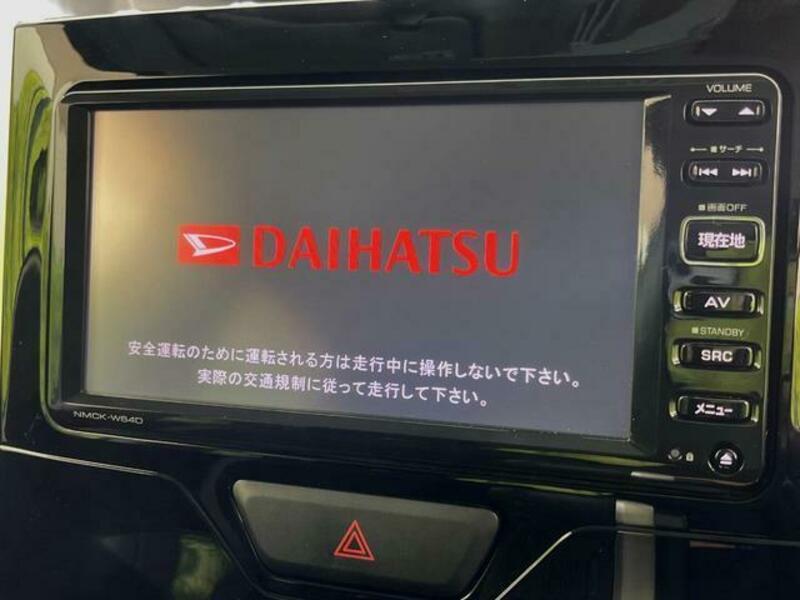 VOLUME
サーチ
画面OFF
現在地
AV
STANDBY
SRC
メニュー
DAIHATSU
安全運転のために運転される方は走行中に操作しないで下さい。
実際の交通規制に従って走行して下さい。
NMCK-W64D